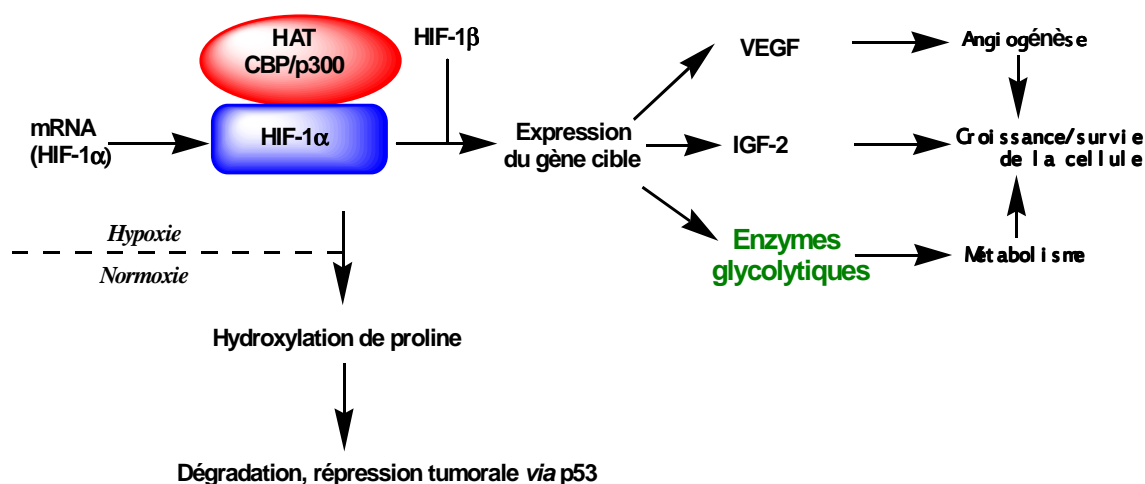 HAT
CBP/p300
HIF-1β
VEGF
Angiogénèse
mRNA
(HIF-1α)
HIF-1α
Expression
du gène cible
IGF-2
Croissance/survie
de la cellule
Hypoxie
Normoxie
Enzymes
glycolytiques
Métabolisme
Hydroxylation de proline
Dégradation, répression tumorale via p53